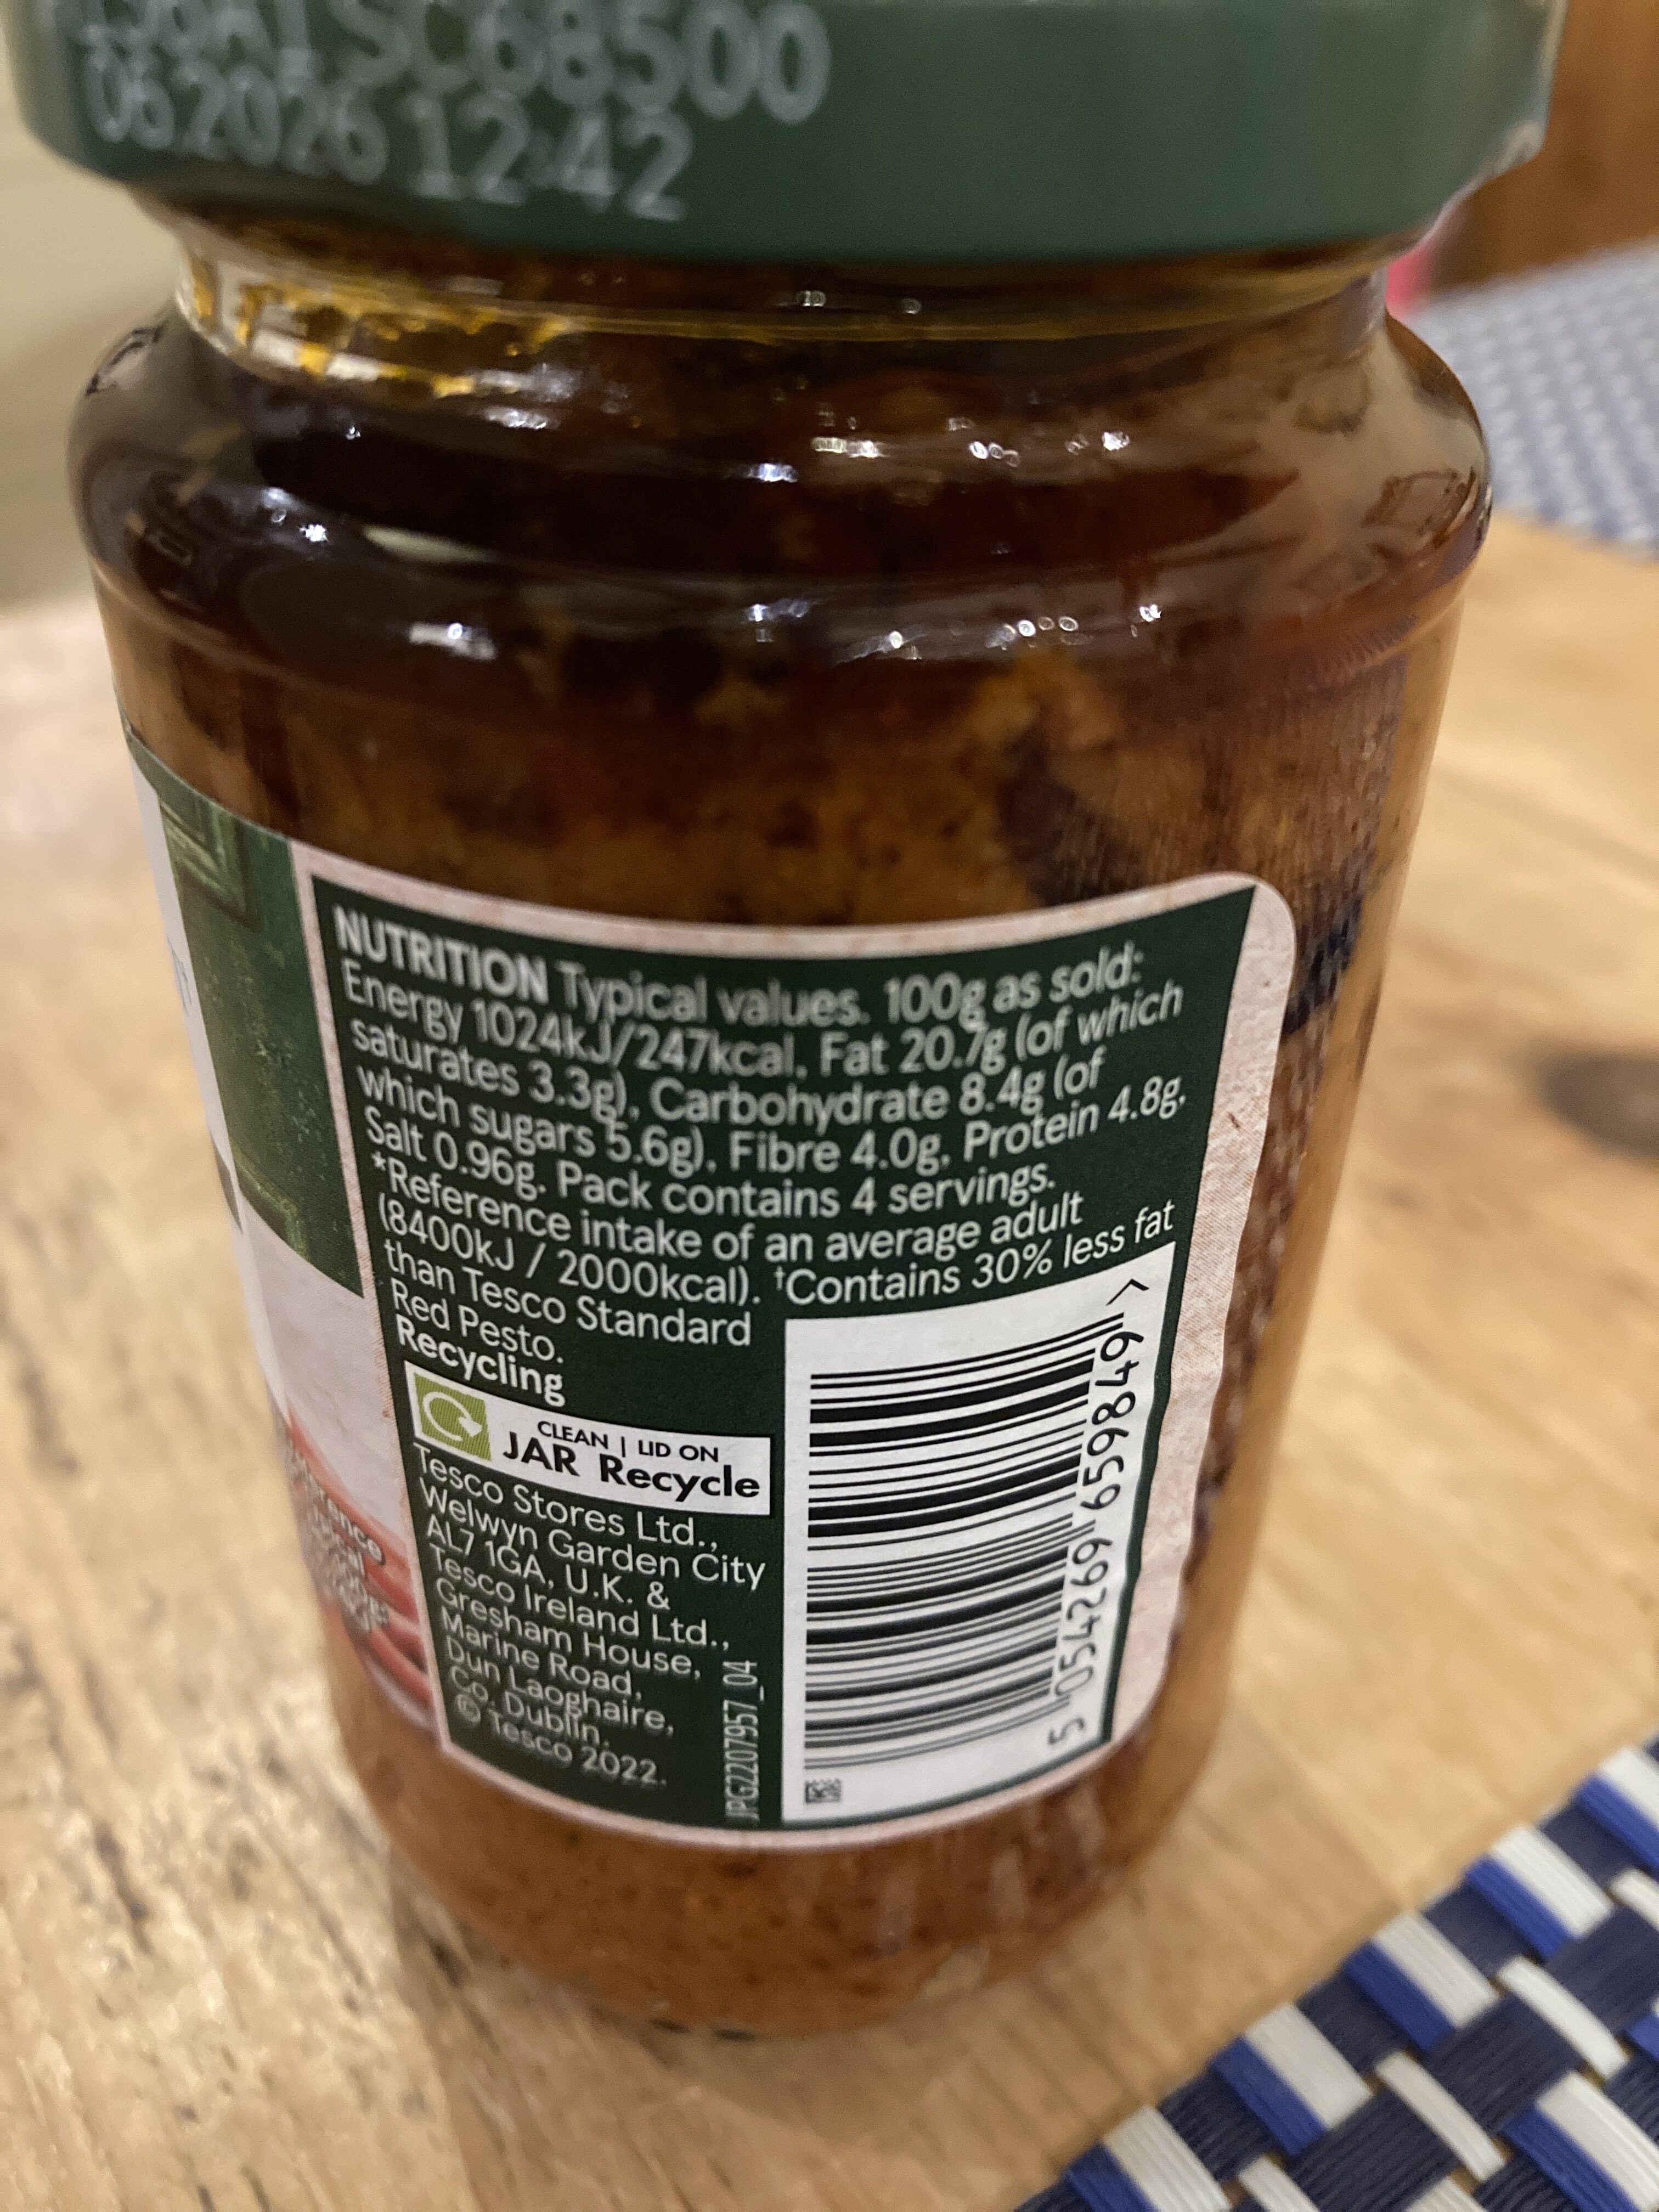 SC68500
06 2026 12:42
NUTRITION Typical values. 100g as sold:
Energy 1024kJ/247kcal, Fat 20.7g (of which
saturates 3.3g), Carbohydrate 8.4g (of
which sugars 5.6g), Fibre 4.0g, Protein 4.8g,
Salt 0.96g. Pack contains 4 servings.
*Reference intake of an average adult
(8400kJ / 2000kcal). †Contains 30% less fat
than Tesco Standard
Red Pesto.
Recycling
CLEAN | LID ON
JAR Recycle
Tesco Stores Ltd.,
Welwyn Garden City
AL7 1GA, U.K. &
Tesco Ireland Ltd.,
Gresham House,
Marine Road,
Dun Laoghaire,
Co. Dublin.
© Tesco 2022.
JPG2207957_04
5 054269 659849 >